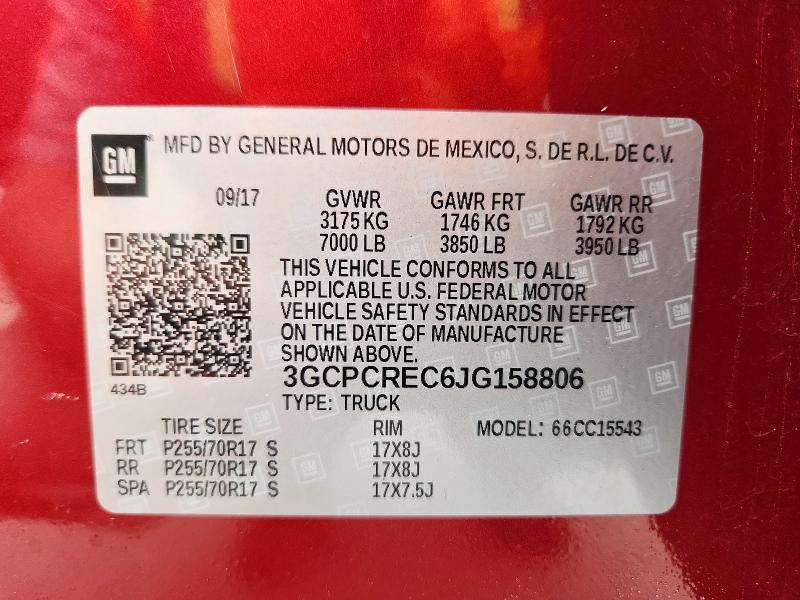 GM
MFD BY GENERAL MOTORS DE MEXICO, S. DE R.L. DE C.V.
09/17 GVWR GAWR FRT GAWR RR
3175 KG 1746 KG 1792 KG
7000 LB 3850 LB 3950 LB
THIS VEHICLE CONFORMS TO ALL
APPLICABLE U.S. FEDERAL MOTOR
VEHICLE SAFETY STANDARDS IN EFFECT
ON THE DATE OF MANUFACTURE
SHOWN ABOVE.
3GCPCREC6JG158806
434B
TYPE: TRUCK
TIRE SIZE RIM MODEL: 66CC15543
FRT P255/70R17 S 17X8J
RR P255/70R17 S 17X8J
SPA P255/70R17 S 17X7.5J